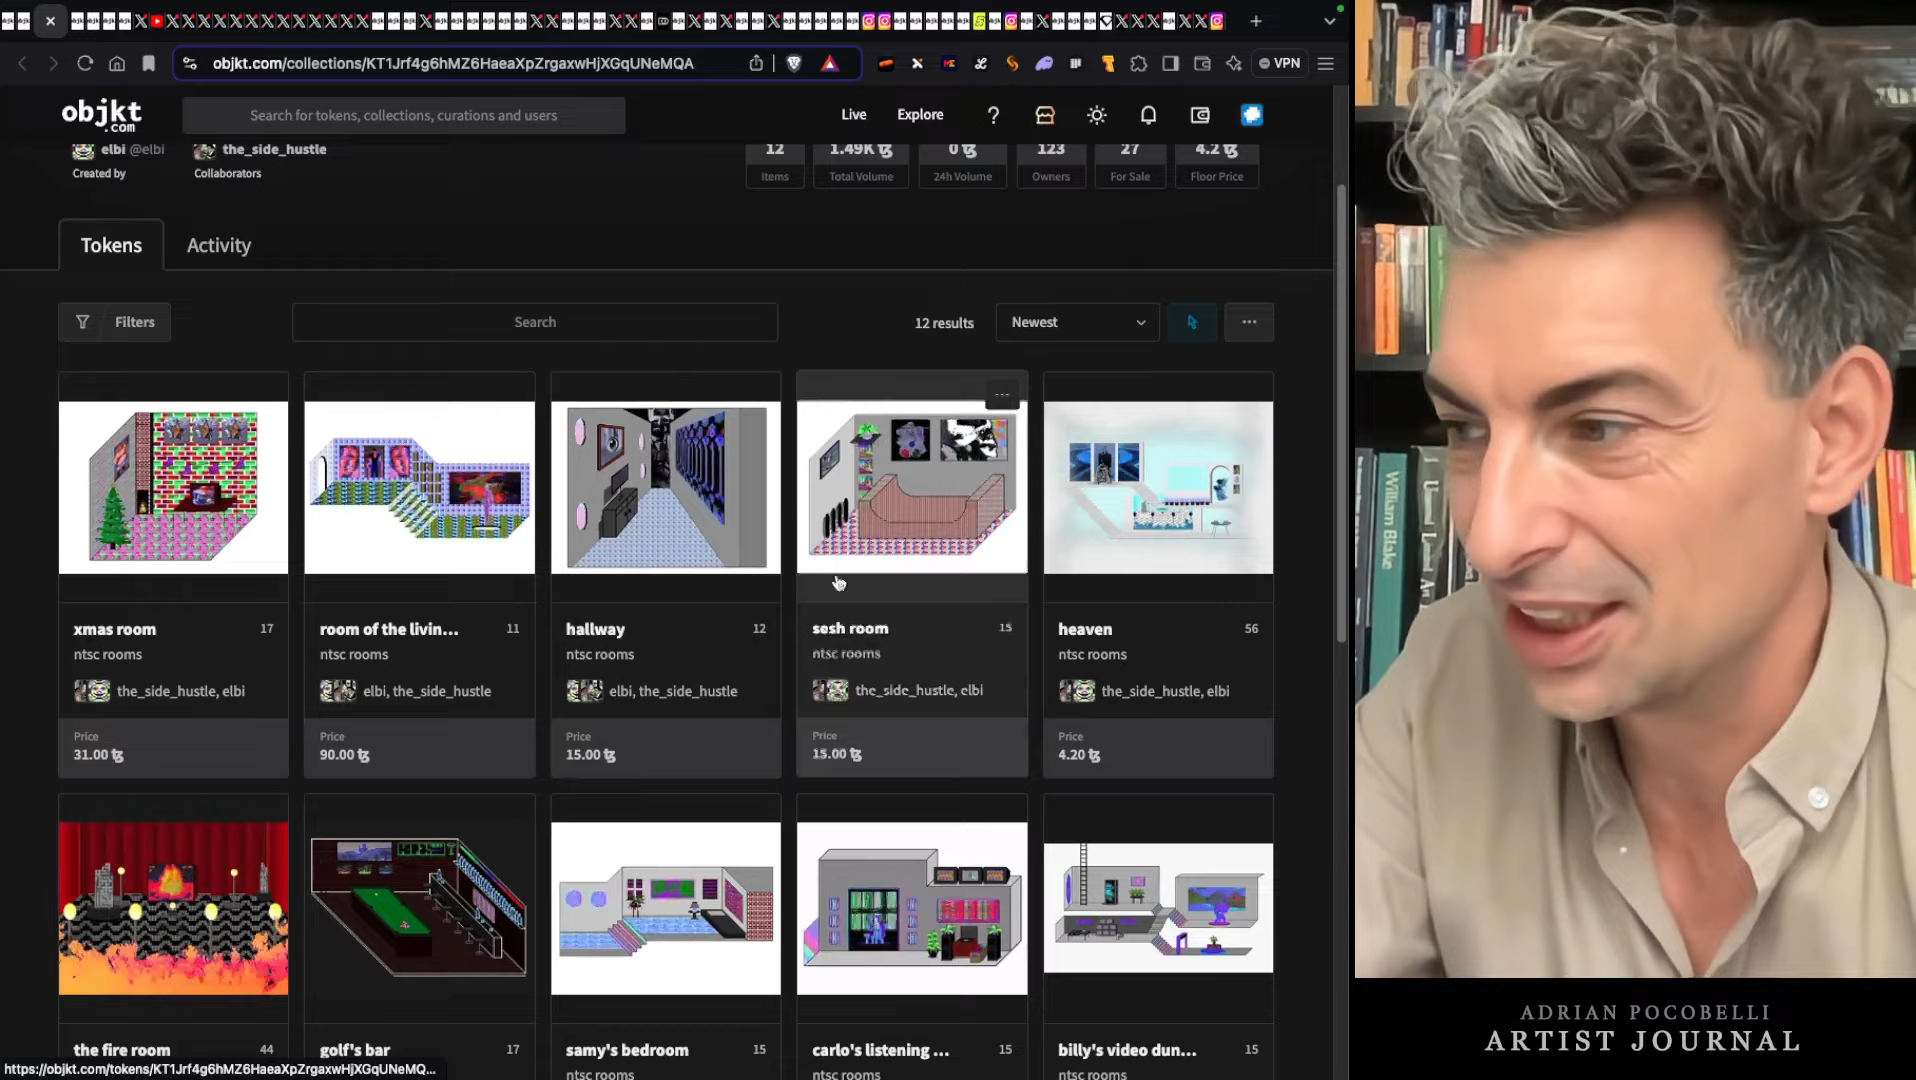 objkt.com/collections/KT1Jrf4g6hMZ6HaeaXpZrgaxwHjXGqUNeMQA
VPN
objkt
.com
Search for tokens, collections, curations and users
Live
Explore
?
elbi @elbi
the_side_hustle
Created by
Collaborators
12
1.49K ꜩ
0 ꜩ
123
27
4.2 ꜩ
Items
Total Volume
24h Volume
Owners
For Sale
Floor Price
Tokens
Activity
Filters
Search
12 results
Newest
xmas room 17
ntsc rooms
the_side_hustle, elbi
Price
31.00 ꜩ
room of the livin... 11
ntsc rooms
elbi, the_side_hustle
Price
90.00 ꜩ
hallway 12
ntsc rooms
elbi, the_side_hustle
Price
15.00 ꜩ
sesh room 15
ntsc rooms
the_side_hustle, elbi
Price
15.00 ꜩ
heaven 56
ntsc rooms
the_side_hustle, elbi
Price
4.20 ꜩ
the fire room 44
golf's bar 17
samy's bedroom 15
ntsc rooms
carlo's listening ... 15
ntsc rooms
billy's video dun... 15
ntsc rooms
https://objkt.com/tokens/KT1Jrf4g6hMZ6HaeaXpZrgaxwHjXGqUNeMQ...
William Blake
ADRIAN POCOBELLI
ARTIST JOURNAL